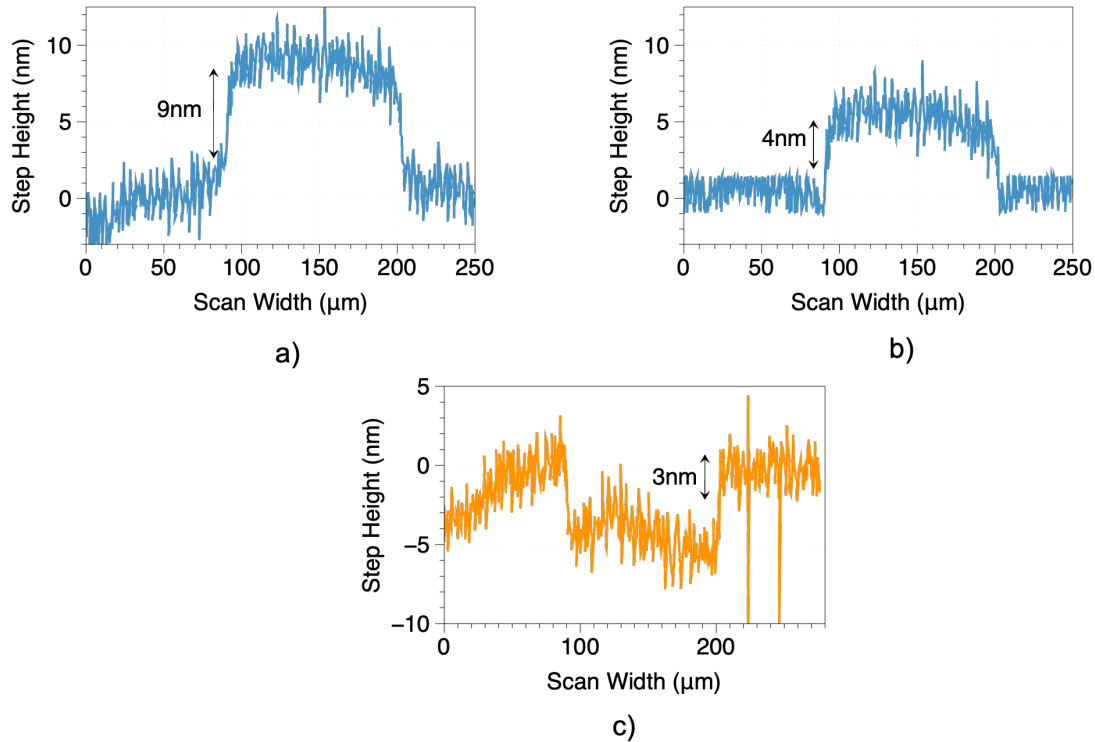 Step Height (nm)
10
5
0
9nm
0 50 100 150 200 250
Scan Width (µm)
a)
Step Height (nm)
10
5
0
4nm
0 50 100 150 200 250
Scan Width (µm)
b)
Step Height (nm)
5
0
−5
−10
3nm
0 100 200
Scan Width (µm)
c)